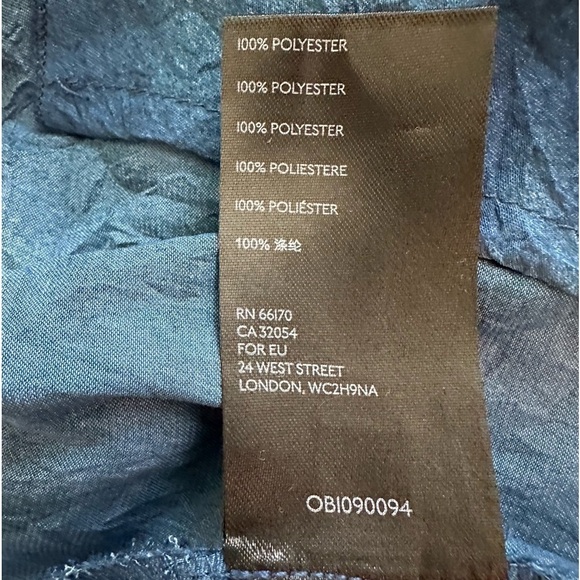 100% POLYESTER
100% POLYESTER
100% POLYESTER
100% POLIESTERE
100% POLIÉSTER
100% 涤纶
RN 66170
CA 32054
FOR EU
24 WEST STREET
LONDON, WC2H9NA
OBI090094